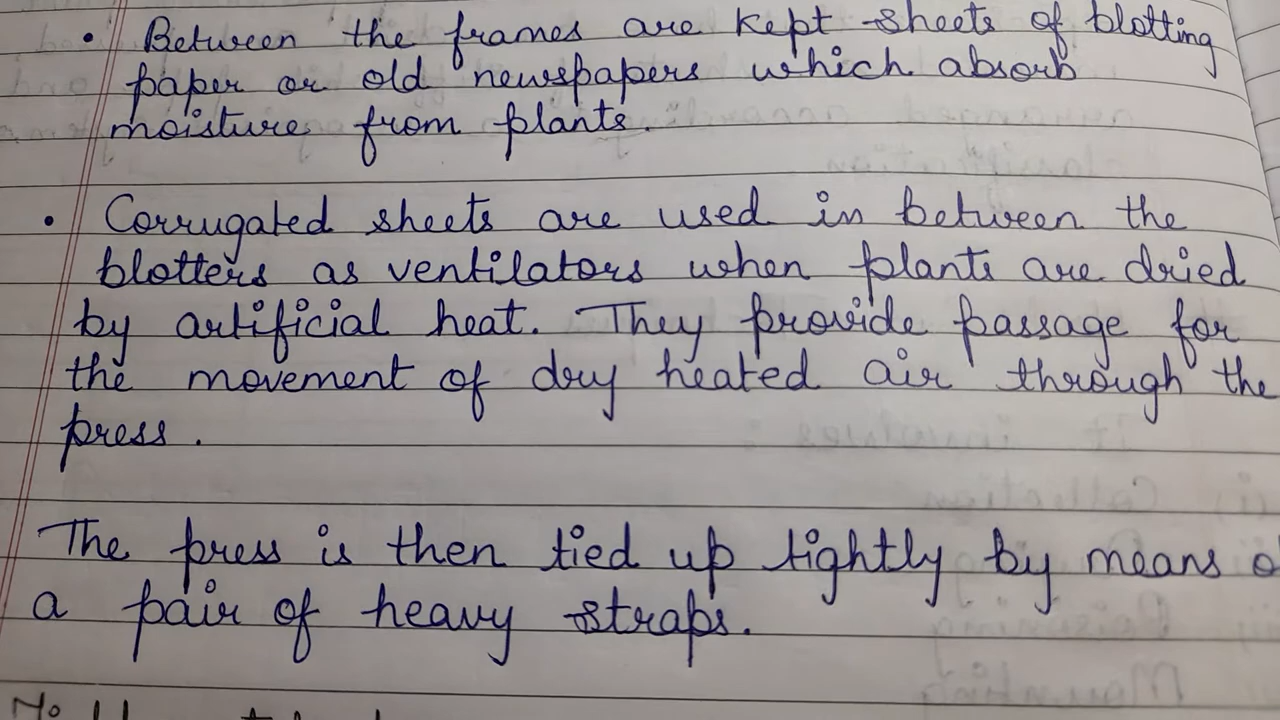 • Between the frames are kept sheets of blotting
paper or old newspapers which absorb
moisture from plants.
• Corrugated sheets are used in between the
blotters as ventilators when plants are dried
by artificial heat. They provide passage for
the movement of dry heated air through the
press.
The press is then tied up tightly by means
a pair of heavy straps.